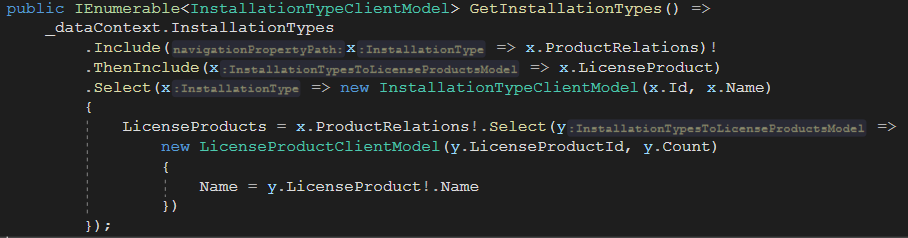 public IEnumerable<InstallationTypeClientModel> GetInstallationTypes() =>
_dataContext.InstallationTypes
.Include(navigationPropertyPath:x:InstallationType => x.ProductRelations)!
.ThenInclude(x:InstallationTypesToLicenseProductsModel => x.LicenseProduct)
.Select(x:InstallationType => new InstallationTypeClientModel(x.Id, x.Name)
{
LicenseProducts = x.ProductRelations!.Select(y:InstallationTypesToLicenseProductsModel =>
new LicenseProductClientModel(y.LicenseProductId, y.Count)
{
Name = y.LicenseProduct!.Name
})
});